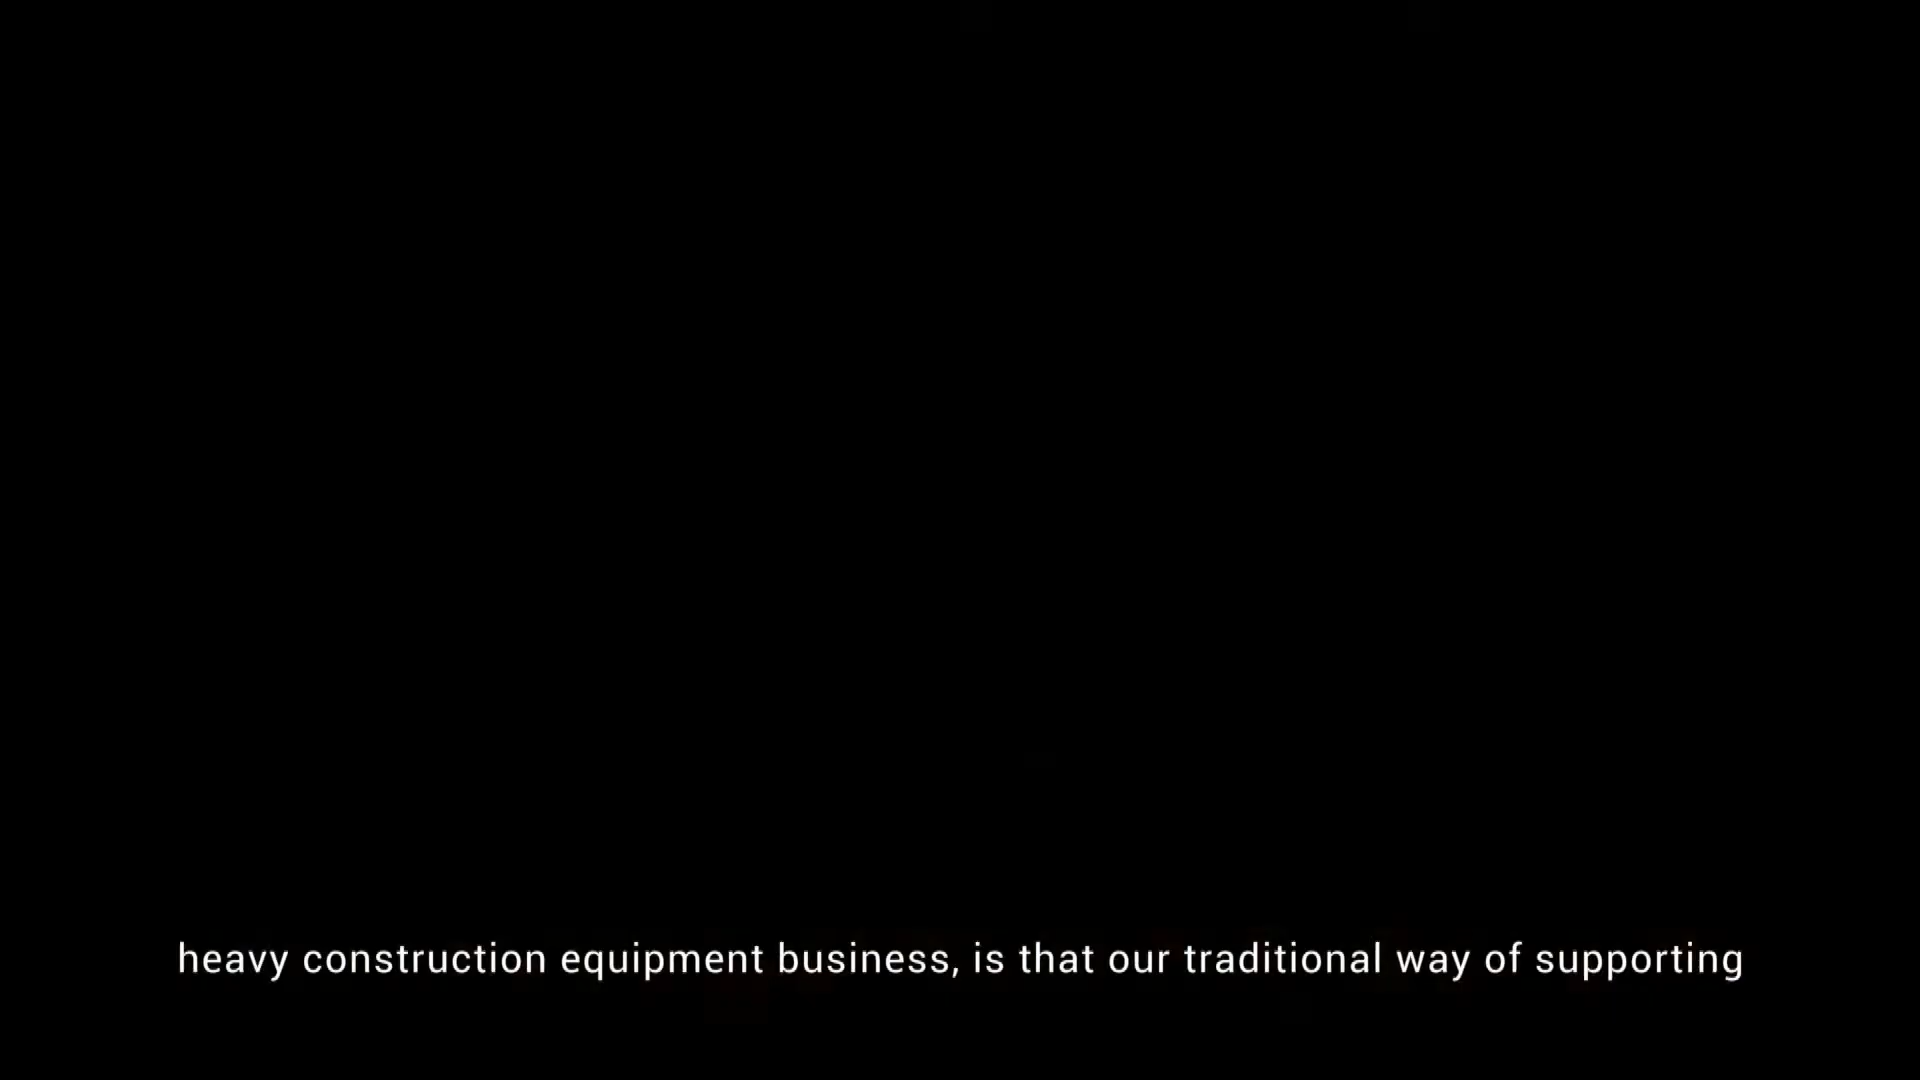 heavy construction equipment business, is that our traditional way of supporting